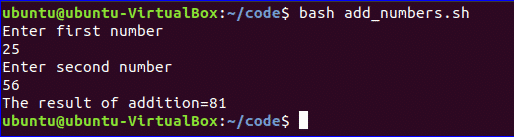 ubuntu@ubuntu-VirtualBox:~/code$ bash add_numbers.sh
Enter first number
25
Enter second number
56
The result of addition=81
ubuntu@ubuntu-VirtualBox:~/code$